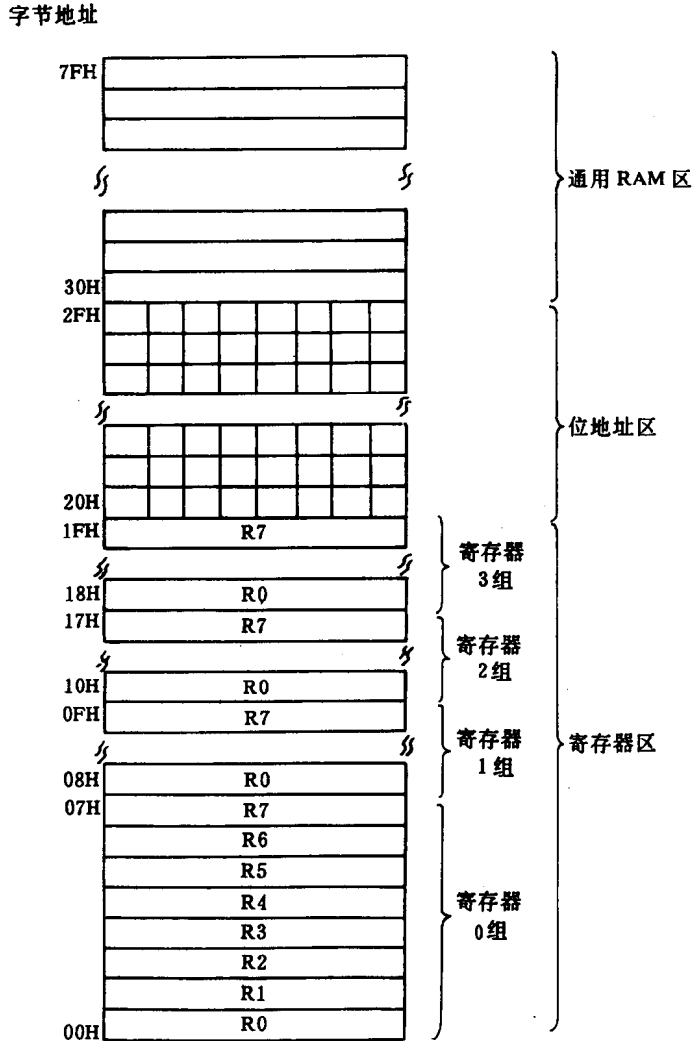 字节地址
7FH
通用 RAM 区
30H
2FH
位地址区
20H
1FH R7
寄存器
3组
18H R0
17H R7
寄存器
2组
10H R0
0FH R7
寄存器
1组
寄存器区
08H R0
07H R7
R6
R5
R4
寄存器
0组
R3
R2
R1
00H R0